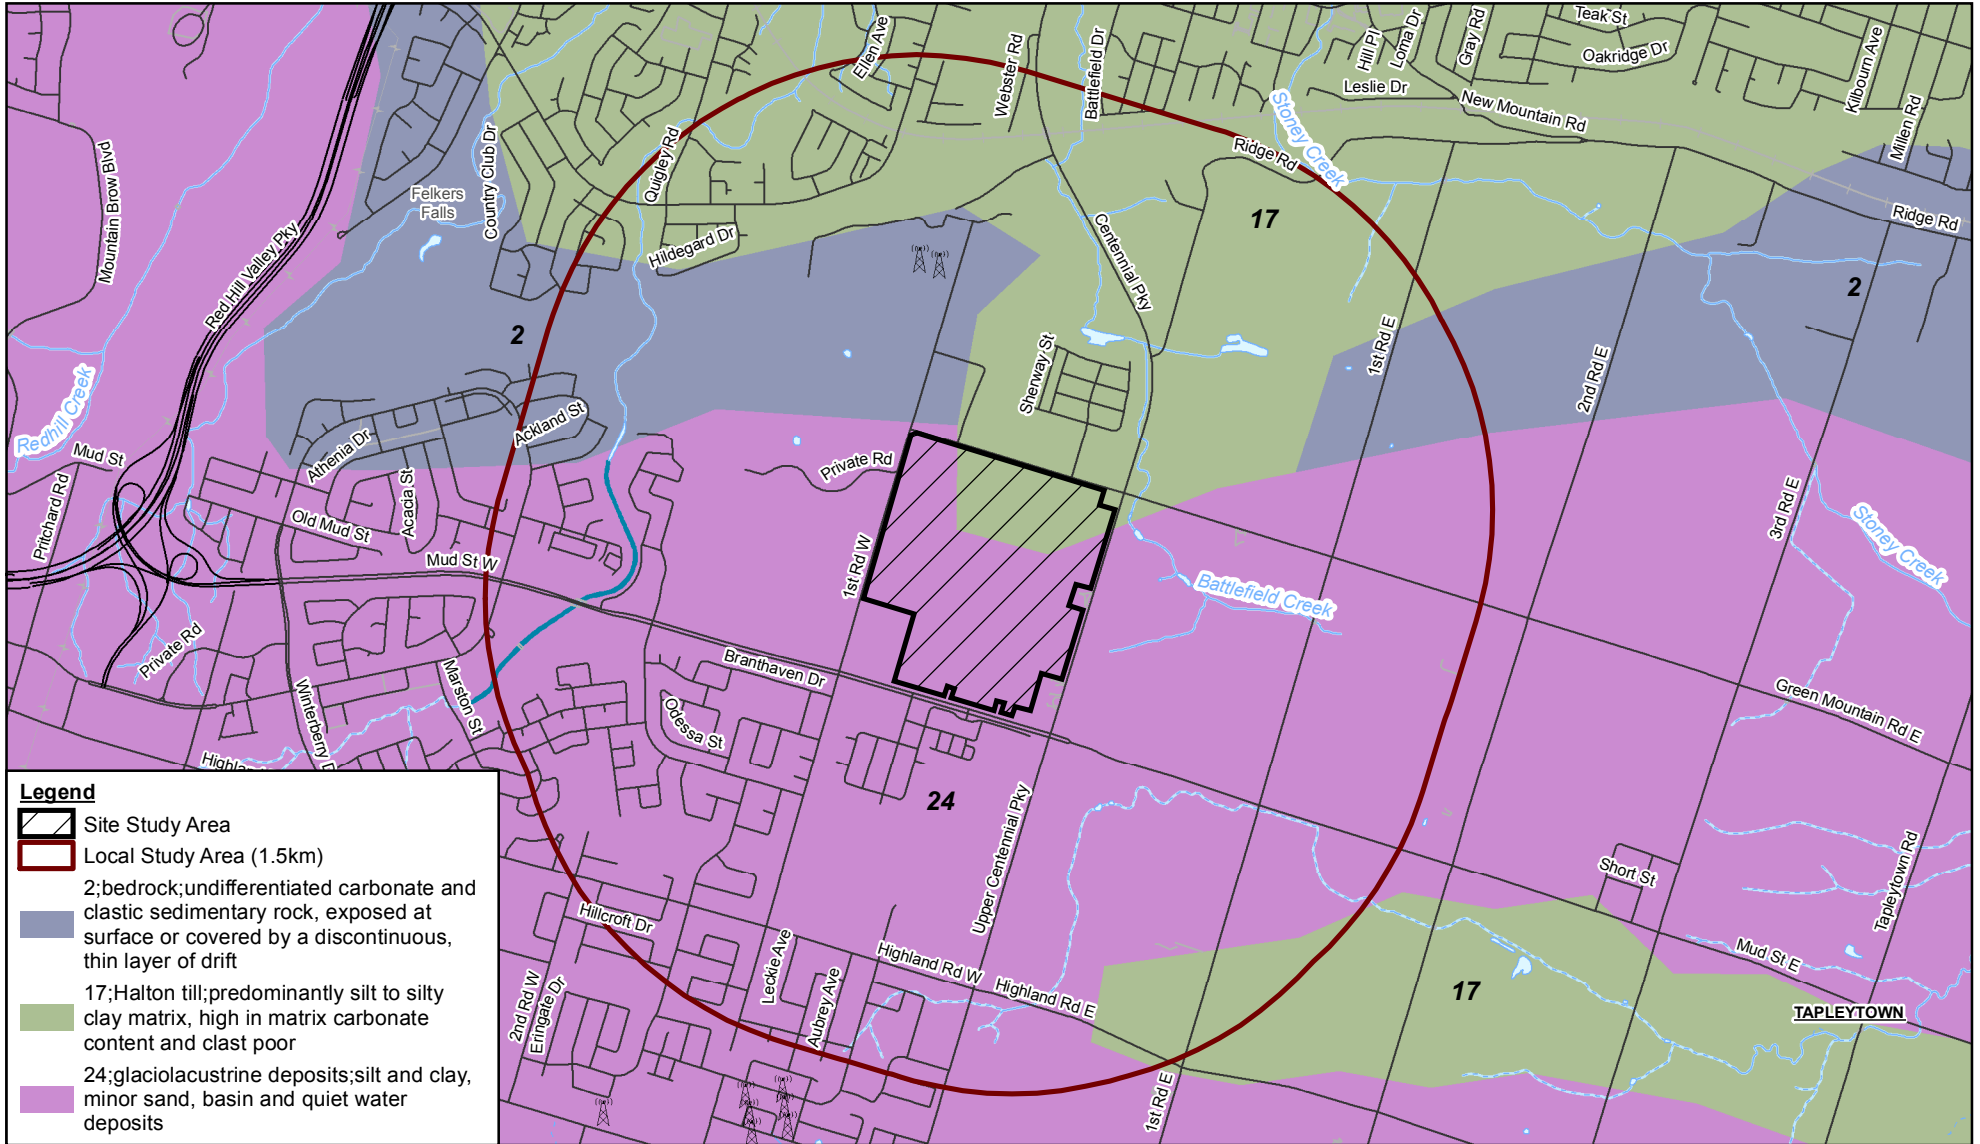 Ellen Ave
Webster Rd
Battlefield Dr
Hill Pl
Loma Dr
Gray Rd
Teak St
Oakridge Dr
Kilbourn Ave
Millen Rd
Leslie Dr
New Mountain Rd
Stoney Creek
Ridge Rd
Ridge Rd
Mountain Brow Blvd
Country Club Dr
Quigley Rd
Felkers
Falls
Hildegard Dr
Centennial Pky
17
2
Red Hill Valley Pky
2
1st Rd E
2nd Rd E
Sherway St
Redhill Creek
Mud St
Athenia Dr
Ackland St
Acacia St
Private Rd
Pritchard Rd
Old Mud St
Mud St W
1st Rd W
3rd Rd E
Stoney Creek
Battlefield Creek
Private Rd
Marston St
Branthaven Dr
Winterberry D
Odessa St
Green Mountain Rd E
Highlan
24
Upper Centennial Pky
Short St
Tapleytown Rd
Hillcroft Dr
Leckie Ave
Aubrey Ave
Highland Rd W
Highland Rd E
Mud St E
17
TAPLEYTOWN
2nd Rd W
Eringate Dr
1st Rd E
Legend
Site Study Area
Local Study Area (1.5km)
2;bedrock;undifferentiated carbonate and
clastic sedimentary rock, exposed at
surface or covered by a discontinuous,
thin layer of drift
17;Halton till;predominantly silt to silty
clay matrix, high in matrix carbonate
content and clast poor
24;glaciolacustrine deposits;silt and clay,
minor sand, basin and quiet water
deposits